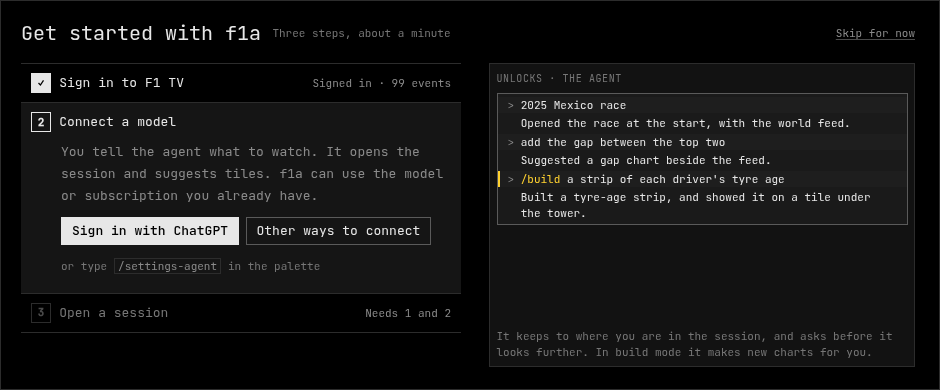 Get started with f1a Three steps, about a minute
Skip for now
✓ Sign in to F1 TV Signed in · 99 events
2 Connect a model
You tell the agent what to watch. It opens the
session and suggests tiles. f1a can use the model
or subscription you already have.
Sign in with ChatGPT Other ways to connect
or type /settings-agent in the palette
3 Open a session Needs 1 and 2
UNLOCKS · THE AGENT
> 2025 Mexico race
Opened the race at the start, with the world feed.
> add the gap between the top two
Suggested a gap chart beside the feed.
> /build a strip of each driver's tyre age
Built a tyre-age strip, and showed it on a tile under
the tower.
It keeps to where you are in the session, and asks before it
looks further. In build mode it makes new charts for you.